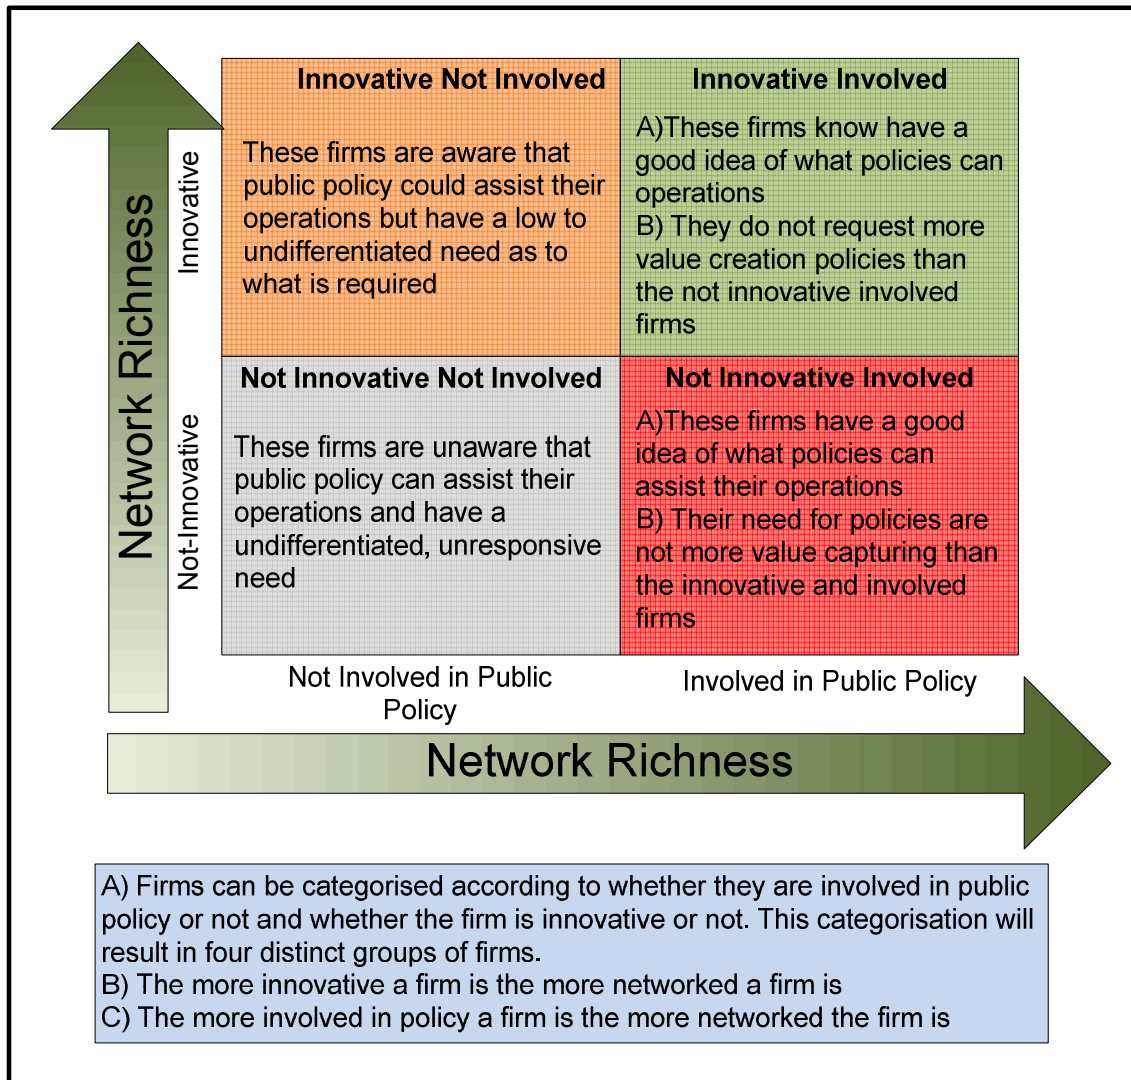 Network Richness
Innovative
Not-Innovative
Innovative Not Involved
These firms are aware that
public policy could assist their
operations but have a low to
undifferentiated need as to
what is required
Innovative Involved
A)These firms know have a
good idea of what policies can
operations
B) They do not request more
value creation policies than
the not innovative involved
firms
Not Innovative Not Involved
These firms are unaware that
public policy can assist their
operations and have a
undifferentiated, unresponsive
need
Not Innovative Involved
A)These firms have a good
idea of what policies can
assist their operations
B) Their need for policies are
not more value capturing than
the innovative and involved
firms
Not Involved in Public
Policy
Involved in Public Policy
Network Richness
A) Firms can be categorised according to whether they are involved in public
policy or not and whether the firm is innovative or not. This categorisation will
result in four distinct groups of firms.
B) The more innovative a firm is the more networked a firm is
C) The more involved in policy a firm is the more networked the firm is